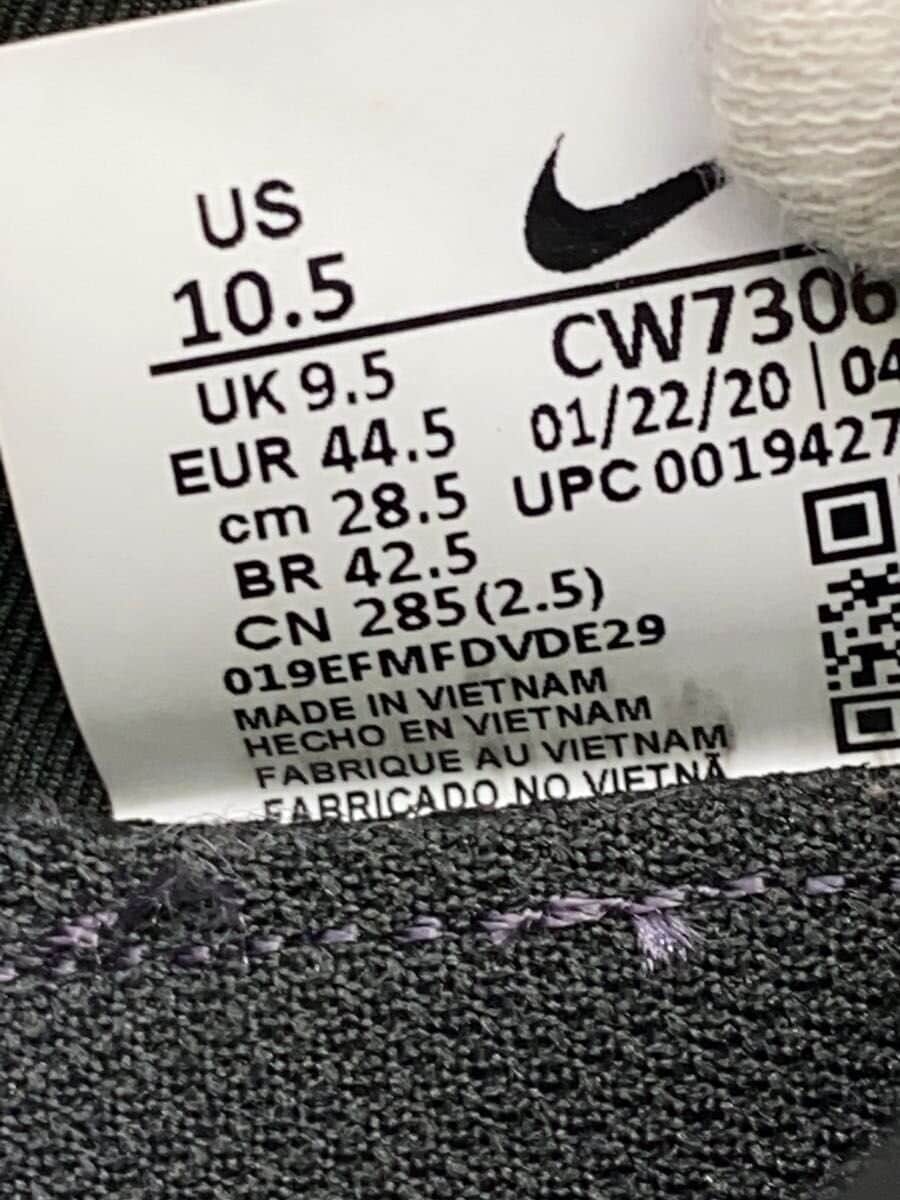 US
10.5
UK 9.5
EUR 44.5
cm 28.5
BR 42.5
CN 285(2.5)
CW7306
01/22/20 | 04
UPC 0019427
019EFMFDVDE29
MADE IN VIETNAM
HECHO EN VIETNAM
FABRIQUE AU VIETNAM
FABRICADO NO VIETNÃ